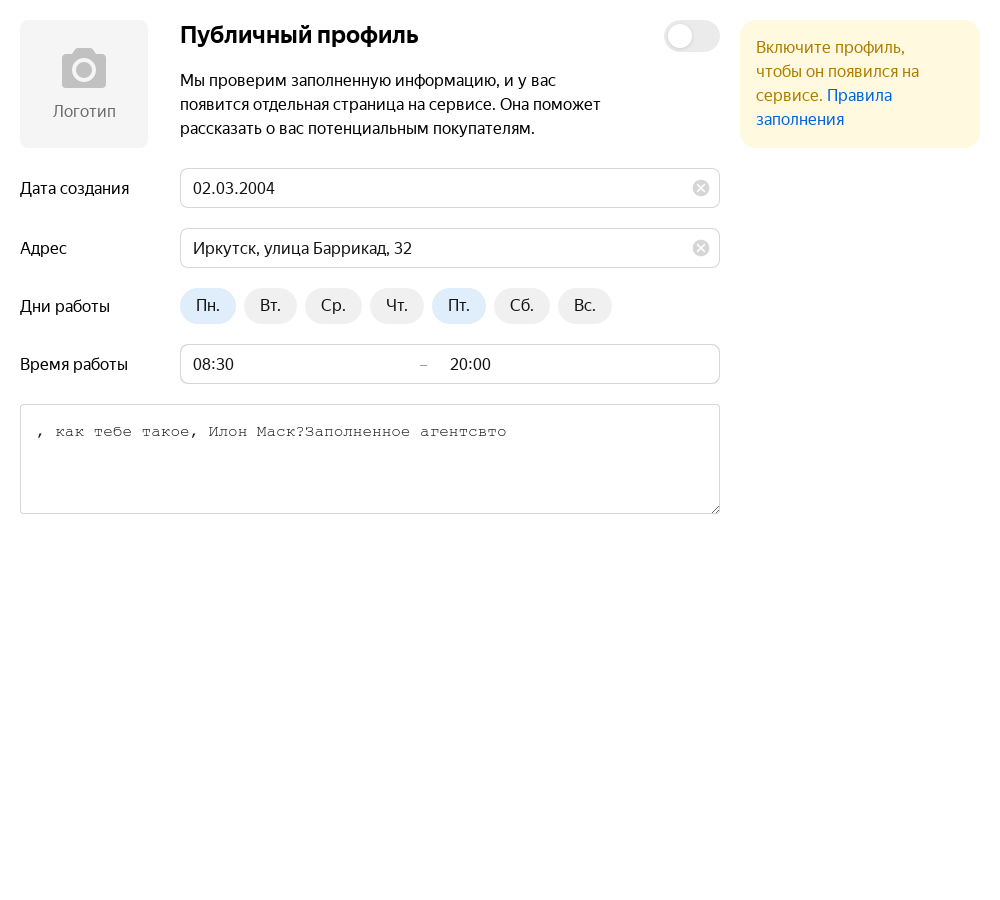 Логотип
Публичный профиль
Мы проверим заполненную информацию, и у вас
появится отдельная страница на сервисе. Она поможет
рассказать о вас потенциальным покупателям.
Включите профиль,
чтобы он появился на
сервисе. Правила
заполнения
Дата создания
02.03.2004
Адрес
Иркутск, улица Баррикад, 32
Дни работы
Пн. Вт. Ср. Чт. Пт. Сб. Вс.
Время работы
08:30 – 20:00
, как тебе такое, Илон Маск?Заполненное агентсвто